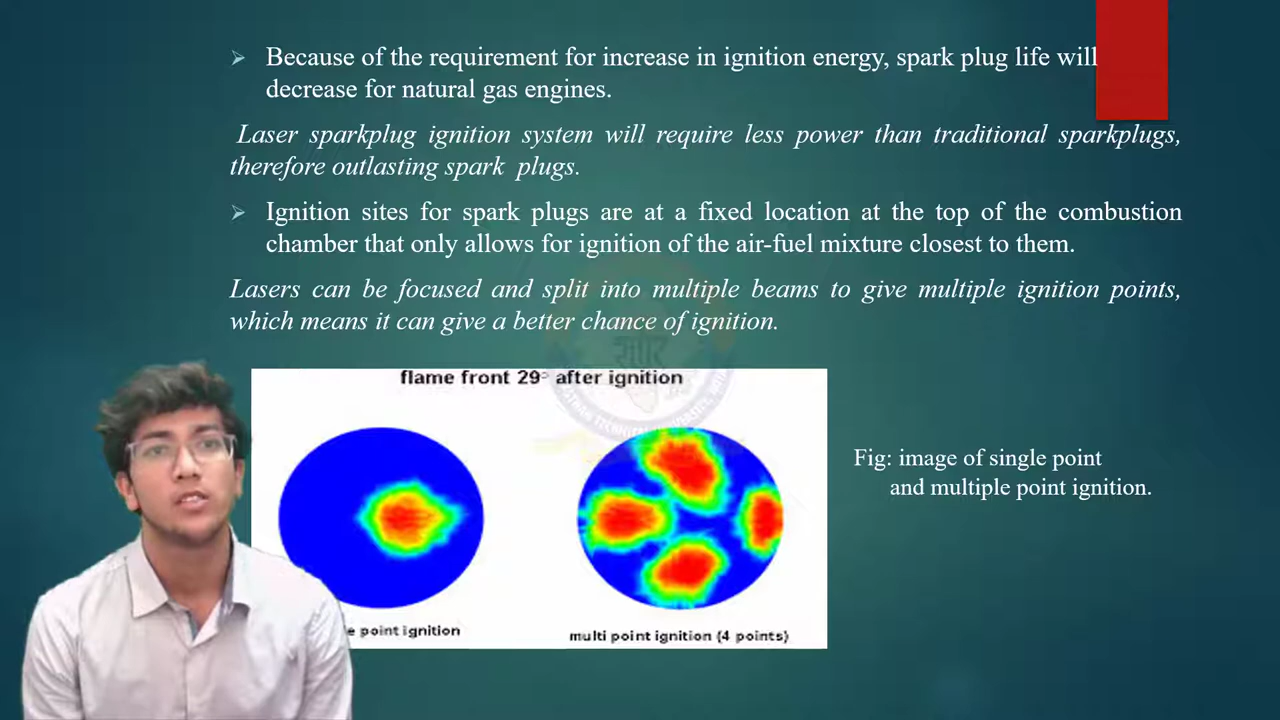 Because of the requirement for increase in ignition energy, spark plug life will
decrease for natural gas engines.
Laser sparkplug ignition system will require less power than traditional sparkplugs,
therefore outlasting spark plugs.
Ignition sites for spark plugs are at a fixed location at the top of the combustion
chamber that only allows for ignition of the air-fuel mixture closest to them.
Lasers can be focused and split into multiple beams to give multiple ignition points,
which means it can give a better chance of ignition.
flame front 29° after ignition
Fig: image of single point
and multiple point ignition.
point ignition
multi point ignition (4 points)